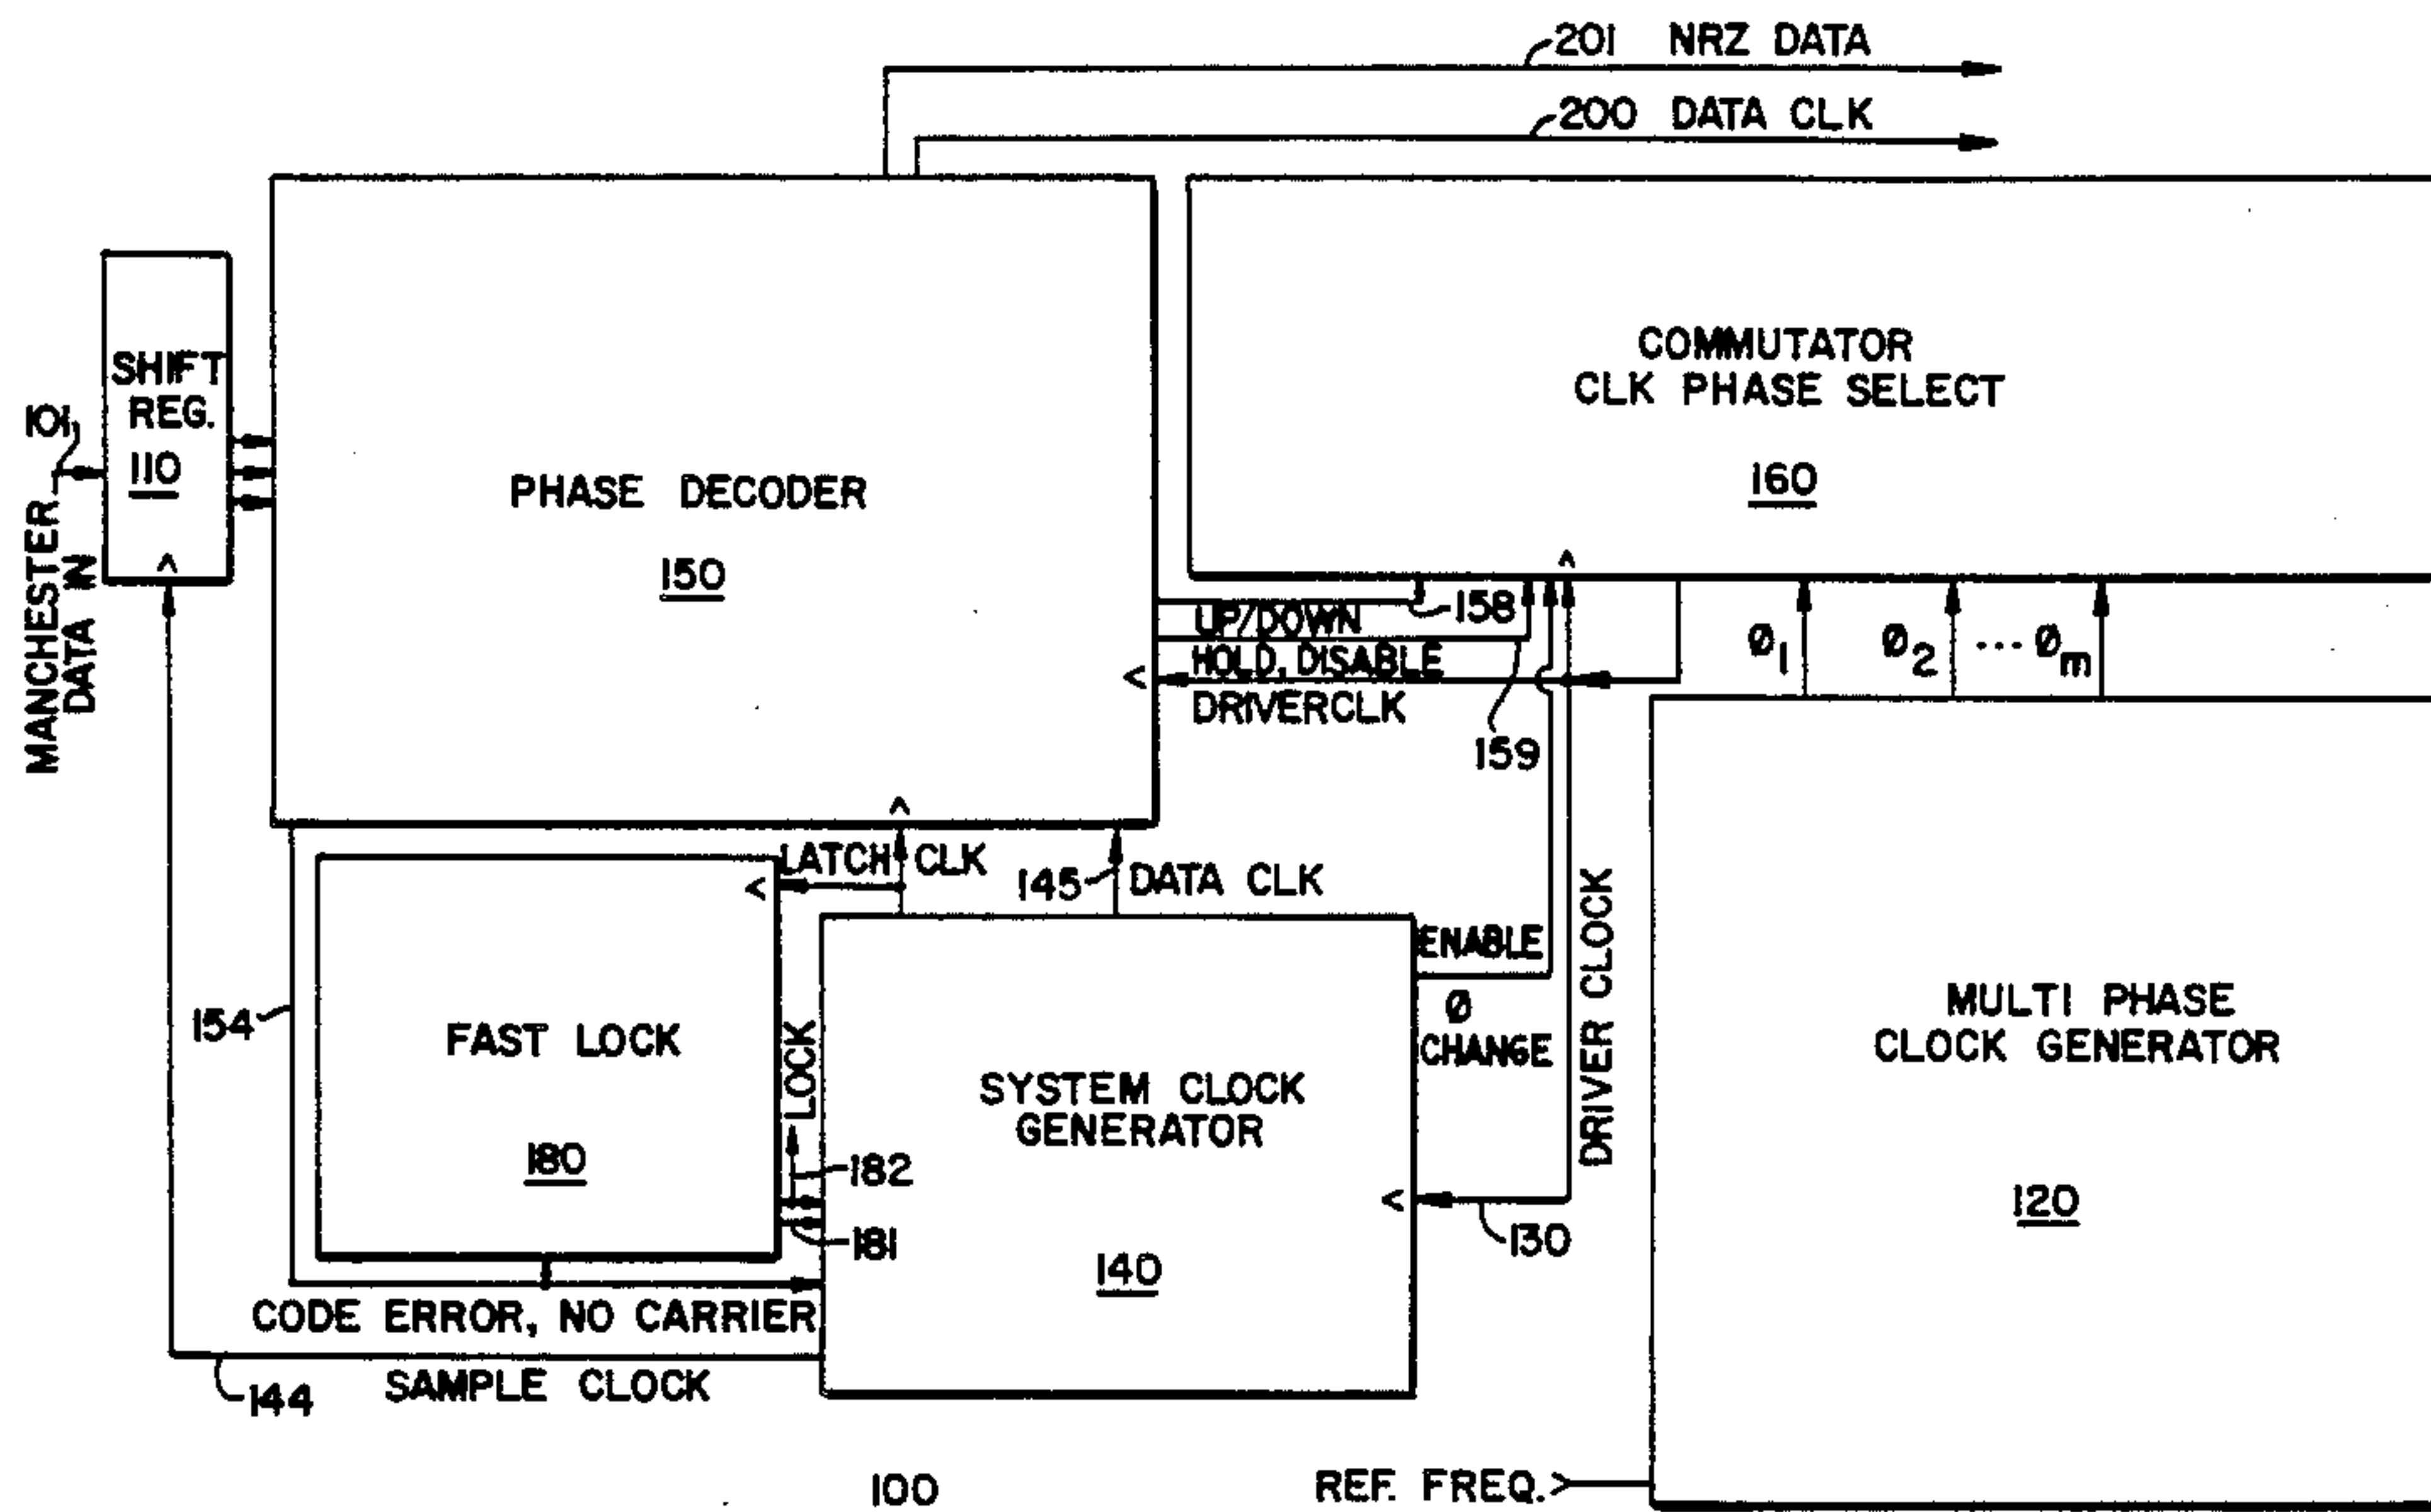 201 NRZ DATA
200 DATA CLK
SHIFT
REG.
110
101
MANCHESTER
DATA IN
PHASE DECODER
150
COMMUTATOR
CLK PHASE SELECT
160
158
UP/DOWN
HOLD, DISABLE
DRIVERCLK
159
Ø1 Ø2 ... Øm
LATCH CLK
145 DATA CLK
ENABLE
Ø
CHANGE
DRIVER CLOCK
154
FAST LOCK
180
LOCK
182
181
SYSTEM CLOCK
GENERATOR
140
130
MULTI PHASE
CLOCK GENERATOR
120
CODE ERROR, NO CARRIER
144 SAMPLE CLOCK
100
REF. FREQ.